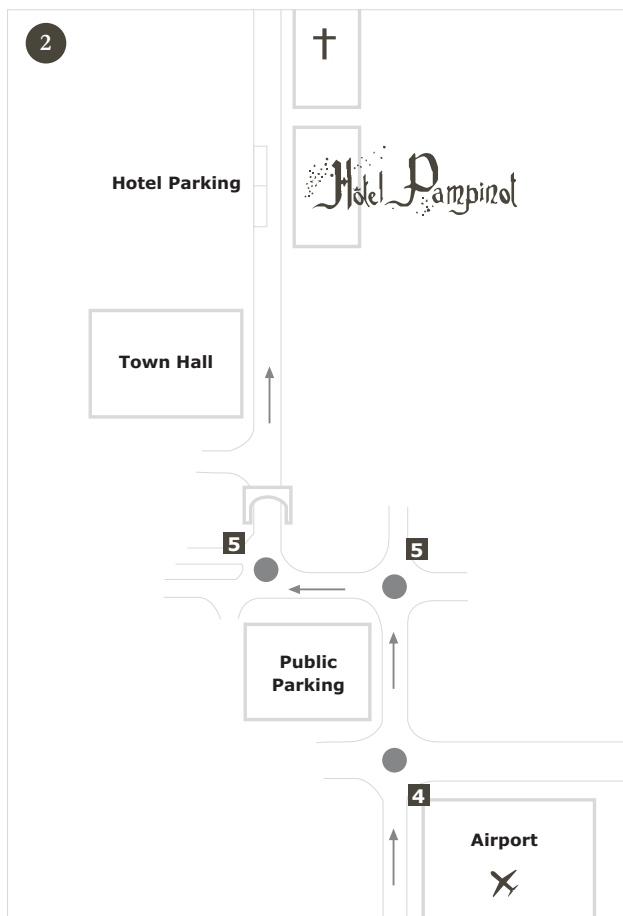 2
Hotel Parking
Hôtel Pampinot
Town Hall
5
5
Public
Parking
4
Airport